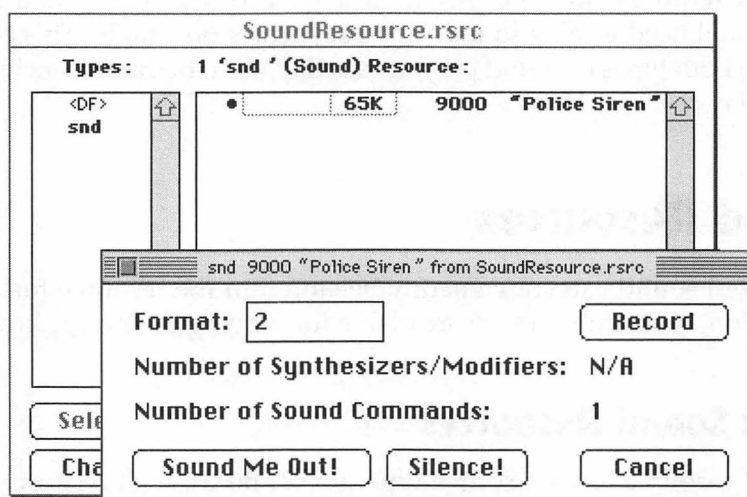 SoundResource.rsrc
Types: 1 'snd ' (Sound) Resource:
<DF> • 65K 9000 "Police Siren"
snd
snd 9000 "Police Siren" from SoundResource.rsrc
Format: 2 Record
Number of Synthesizers/Modifiers: N/A
Number of Sound Commands: 1
Sele
Cha Sound Me Out! Silence! Cancel